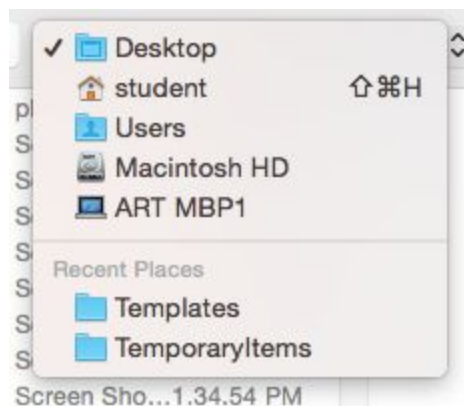 ✓ Desktop
student ⇧⌘H
Users
Macintosh HD
ART MBP1
Recent Places
Templates
TemporaryItems
Screen Sho...1.34.54 PM